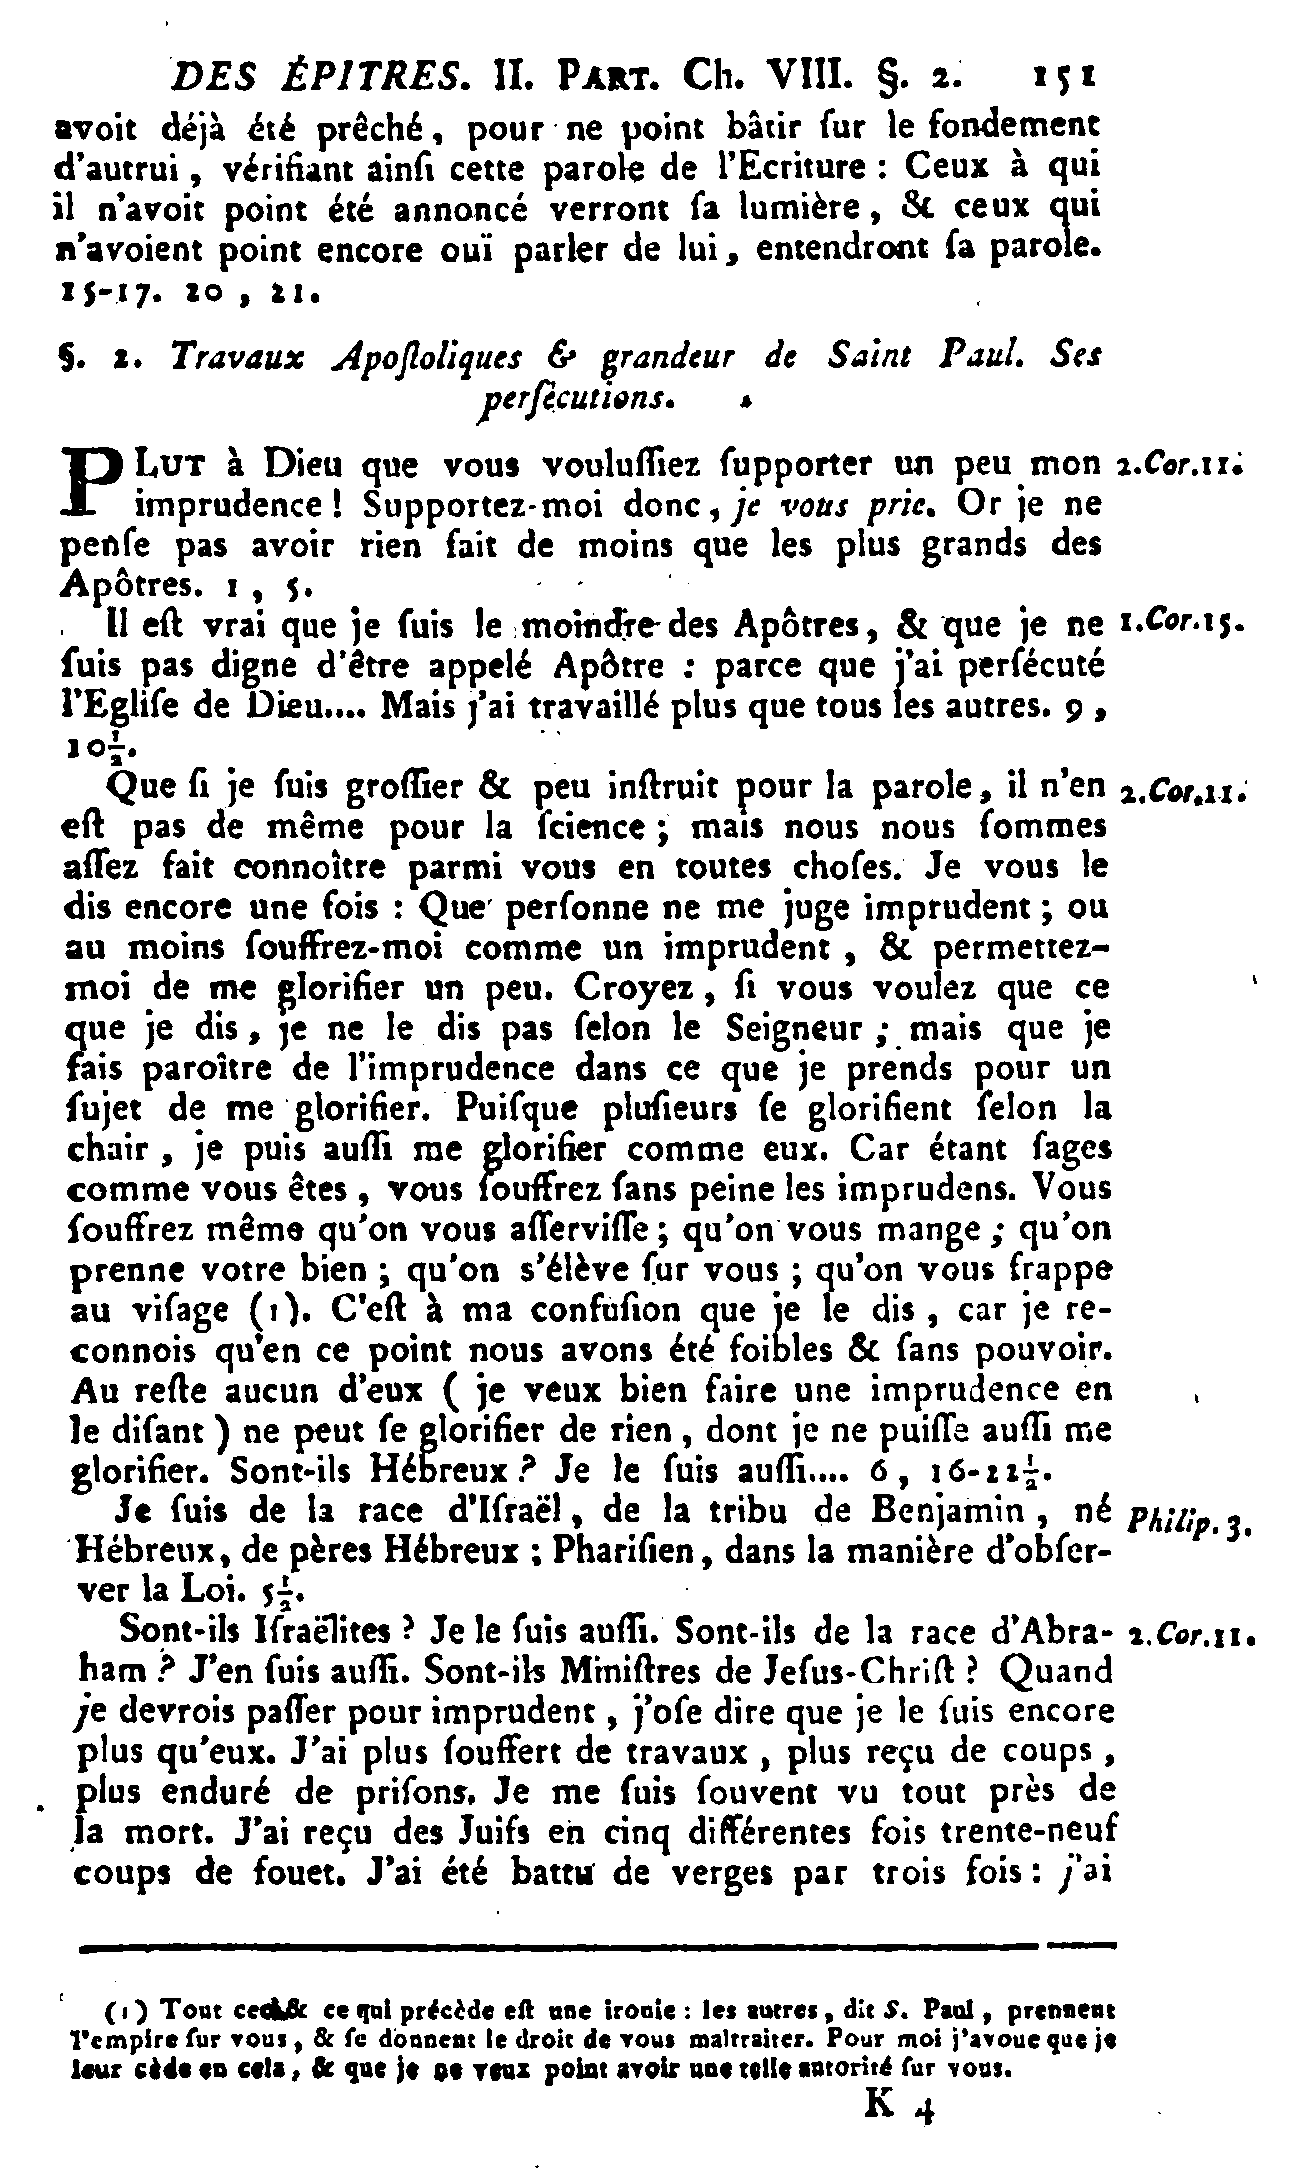 DES ÉPITRES. II. PART. Ch. VIII. §. 2. 151
avoit déjà été prêché, pour ne point bâtir ſur le fondement
d'autrui, vérifiant ainſi cette parole de l'Ecriture : Ceux à qui
il n'avoit point été annoncé verront ſa lumière, & ceux qui
n'avoient point encore ouï parler de lui, entendront ſa parole.
15-17. 20, 21.
§. 2. Travaux Apoſtoliques & grandeur de Saint Paul. Ses
perſécutions.
PLUT à Dieu que vous vouluſſiez ſupporter un peu mon 2.Cor.11.
imprudence ! Supportez-moi donc, je vous prie. Or je ne
penſe pas avoir rien fait de moins que les plus grands des
Apôtres. 1, 5.
Il eſt vrai que je ſuis le moindre des Apôtres, & que je ne 1.Cor.15.
ſuis pas digne d'être appelé Apôtre : parce que j'ai perſécuté
l'Egliſe de Dieu.... Mais j'ai travaillé plus que tous les autres. 9,
10½.
Que ſi je ſuis groſſier & peu inſtruit pour la parole, il n'en 2.Cor.11.
eſt pas de même pour la ſcience ; mais nous nous ſommes
aſſez fait connoître parmi vous en toutes choſes. Je vous le
dis encore une fois : Que perſonne ne me juge imprudent ; ou
au moins ſouffrez-moi comme un imprudent, & permettez-
moi de me glorifier un peu. Croyez, ſi vous voulez que ce
que je dis, je ne le dis pas ſelon le Seigneur ; mais que je
fais paroître de l'imprudence dans ce que je prends pour un
ſujet de me glorifier. Puiſque pluſieurs ſe glorifient ſelon la
chair, je puis auſſi me glorifier comme eux. Car étant ſages
comme vous êtes, vous ſouffrez ſans peine les imprudens. Vous
ſouffrez même qu'on vous aſſerviſſe ; qu'on vous mange ; qu'on
prenne votre bien ; qu'on s'élève ſur vous ; qu'on vous frappe
au viſage (1). C'eſt à ma confuſion que je le dis, car je re-
connois qu'en ce point nous avons été foibles & ſans pouvoir.
Au reſte aucun d'eux ( je veux bien faire une imprudence en
le diſant ) ne peut ſe glorifier de rien, dont je ne puiſſe auſſi me
glorifier. Sont-ils Hébreux ? Je le ſuis auſſi.... 6, 16-22½.
Je ſuis de la race d'Iſraël, de la tribu de Benjamin, né Philip. 3.
Hébreux, de pères Hébreux ; Phariſien, dans la manière d'obſer-
ver la Loi. 5½.
Sont-ils Iſraëlites ? Je le ſuis auſſi. Sont-ils de la race d'Abra- 2.Cor.11.
ham ? J'en ſuis auſſi. Sont-ils Miniſtres de Jeſus-Chriſt ? Quand
je devrois paſſer pour imprudent, j'oſe dire que je le ſuis encore
plus qu'eux. J'ai plus ſouffert de travaux, plus reçu de coups,
plus enduré de priſons. Je me ſuis ſouvent vu tout près de
la mort. J'ai reçu des Juifs en cinq différentes fois trente-neuf
coups de fouet. J'ai été battu de verges par trois fois : j'ai
(1) Tout ceci & ce qui précède eſt une ironie : les autres, dit S. Paul, prennent
l'empire ſur vous, & ſe donnent le droit de vous maltraiter. Pour moi j'avoue que je
leur cède en cela, & que je ne veux point avoir une telle autorité ſur vous.
K 4